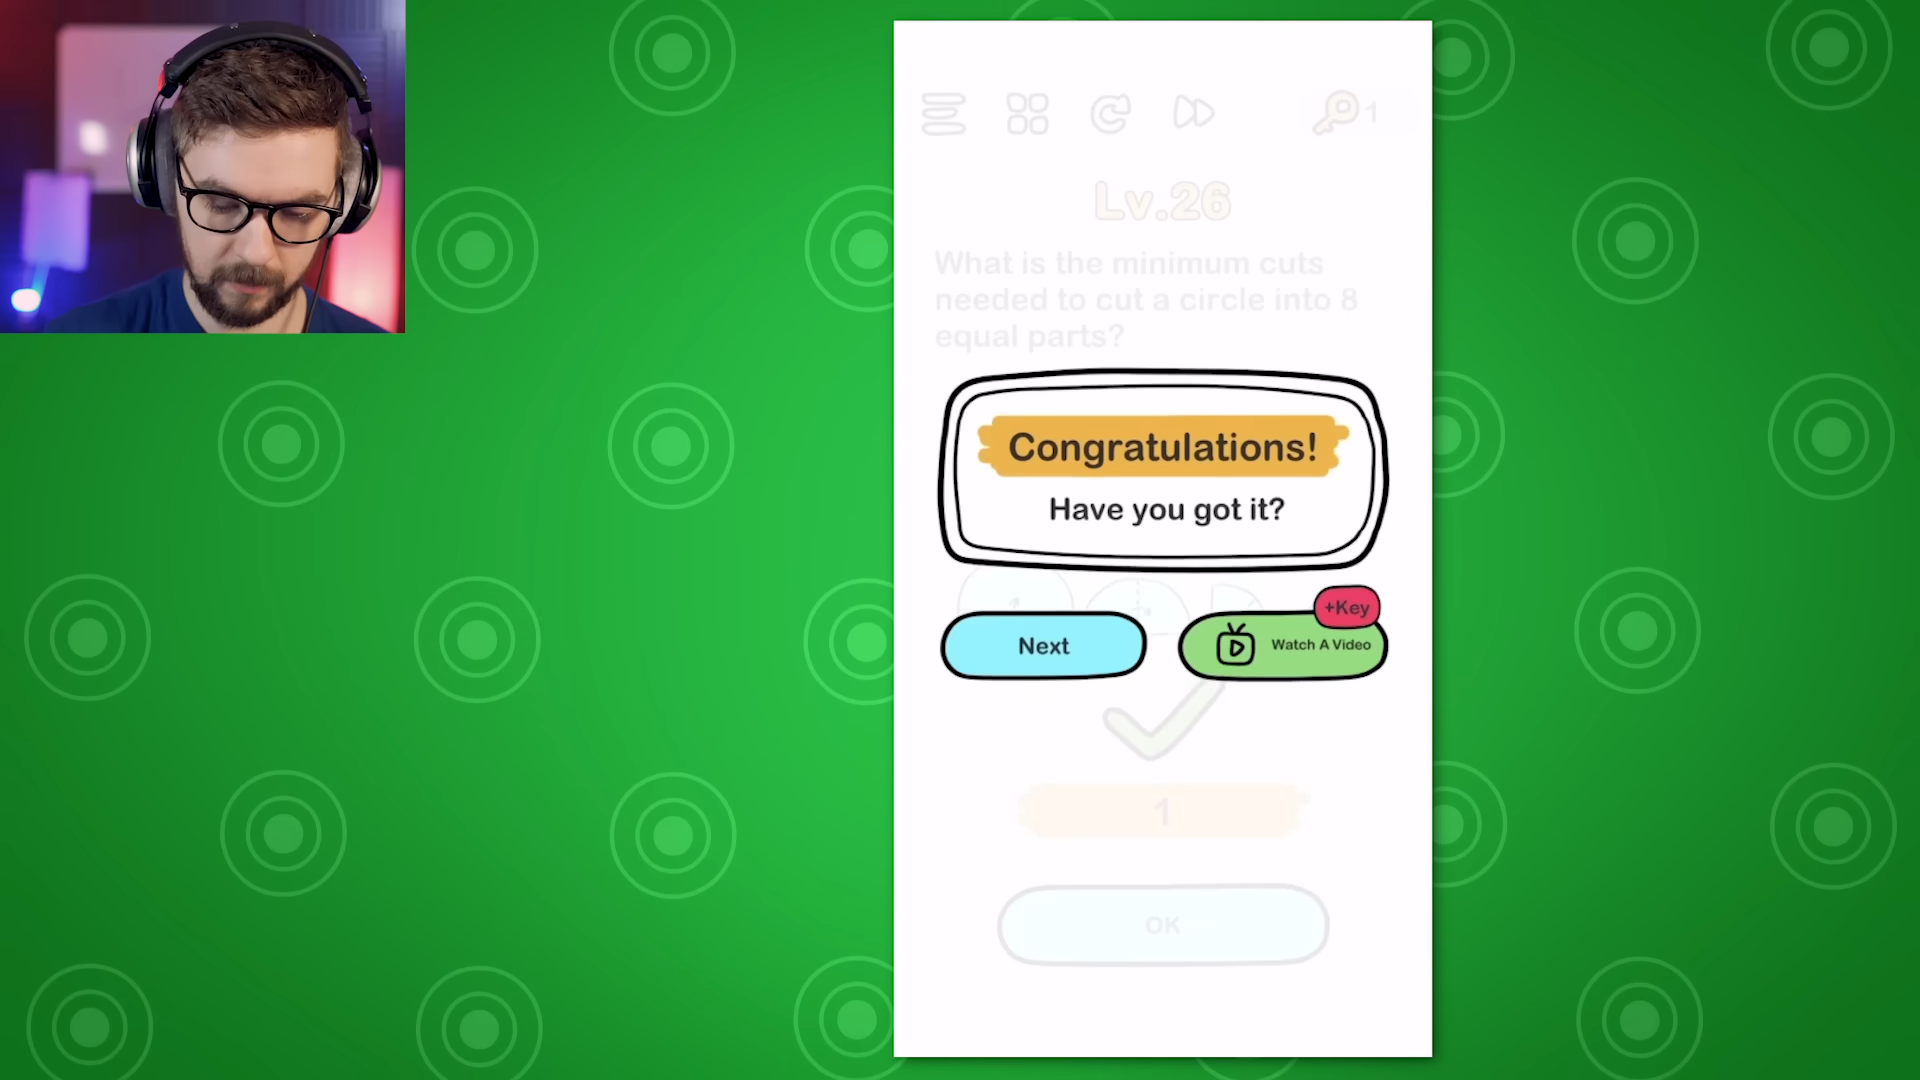 1
Lv.26
What is the minimum cuts
needed to cut a circle into 8
equal parts?
Congratulations!
Have you got it?
+Key
Next
Watch A Video
1
OK